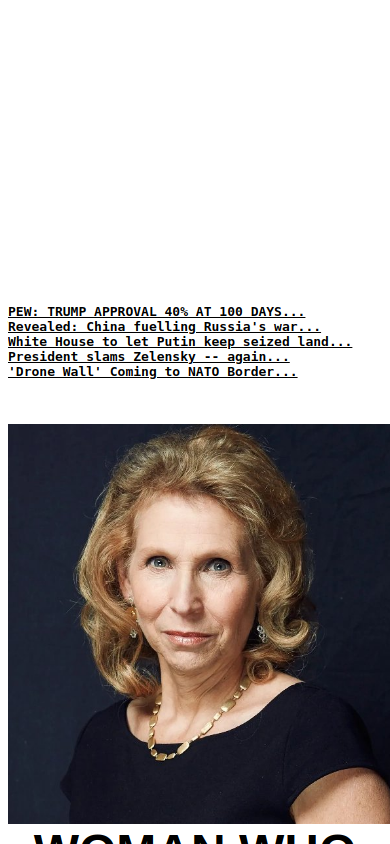 PEW: TRUMP APPROVAL 40% AT 100 DAYS...
Revealed: China fuelling Russia's war...
White House to let Putin keep seized land...
President slams Zelensky -- again...
'Drone Wall' Coming to NATO Border...
WOMAN WHO